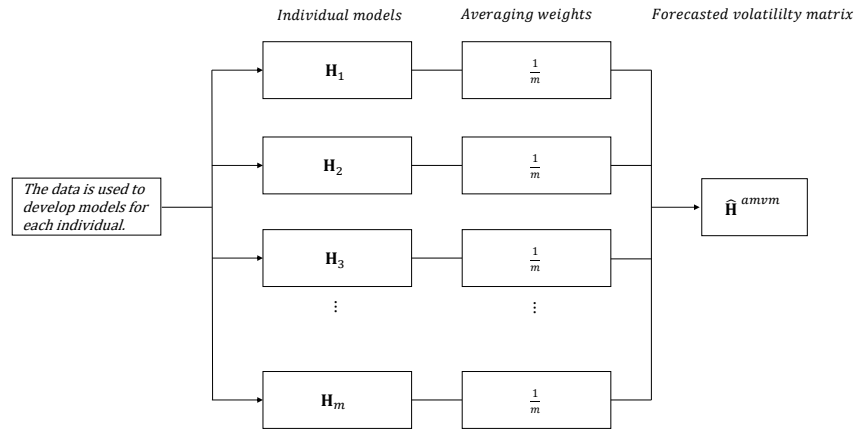 Individual models Averaging weights Forecasted volatilility matrix
H₁ 1/m
H₂ 1/m
The data is used to
develop models for
each individual.
Ĥ ᵃᵐᵛᵐ
H₃ 1/m
⋮ ⋮
Hₘ 1/m